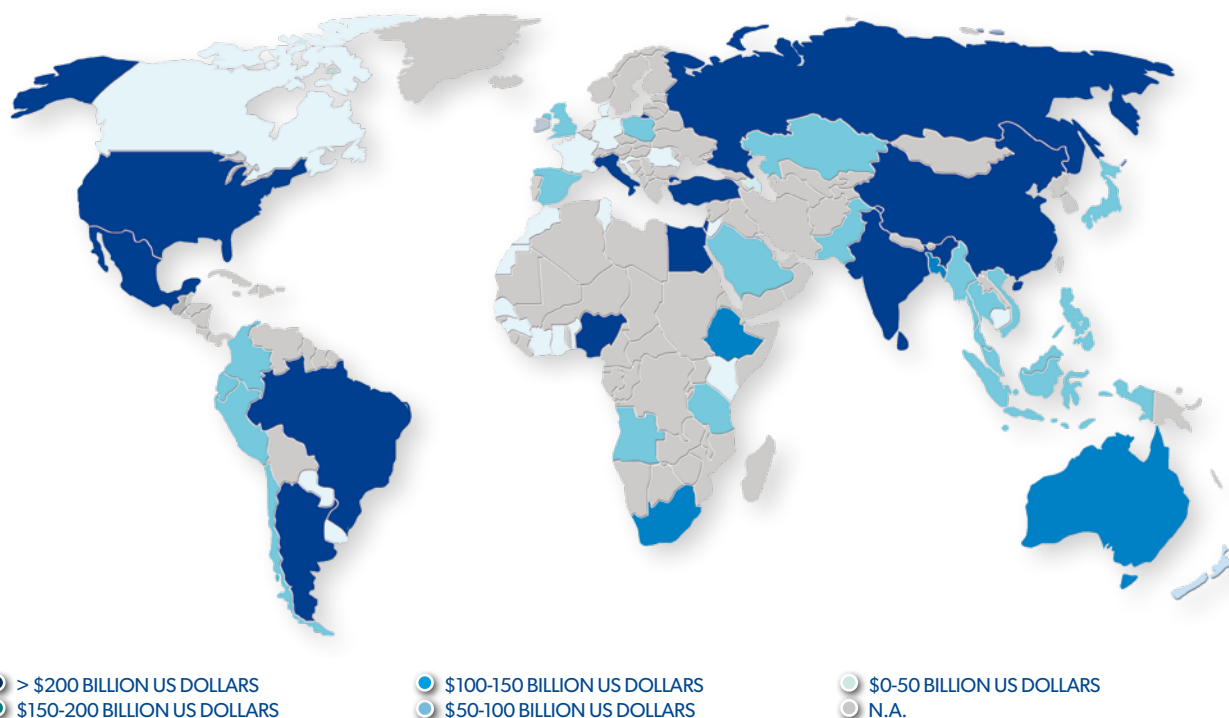 > $200 BILLION US DOLLARS
$150-200 BILLION US DOLLARS
$100-150 BILLION US DOLLARS
$50-100 BILLION US DOLLARS
$0-50 BILLION US DOLLARS
N.A.